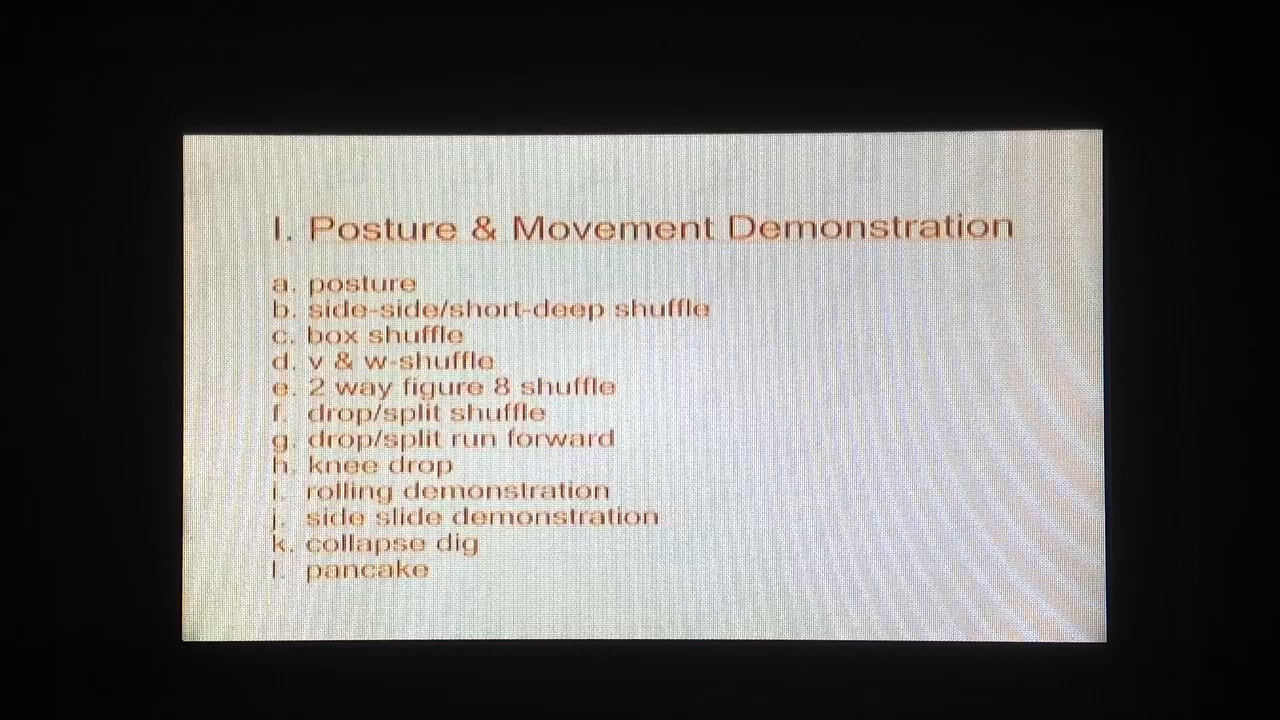 I. Posture & Movement Demonstration
a. posture
b. side-side/short-deep shuffle
c. box shuffle
d. v & w-shuffle
e. 2 way figure 8 shuffle
f. drop/split shuffle
g. drop/split run forward
h. knee drop
i. rolling demonstration
j. side slide demonstration
k. collapse dig
l. pancake